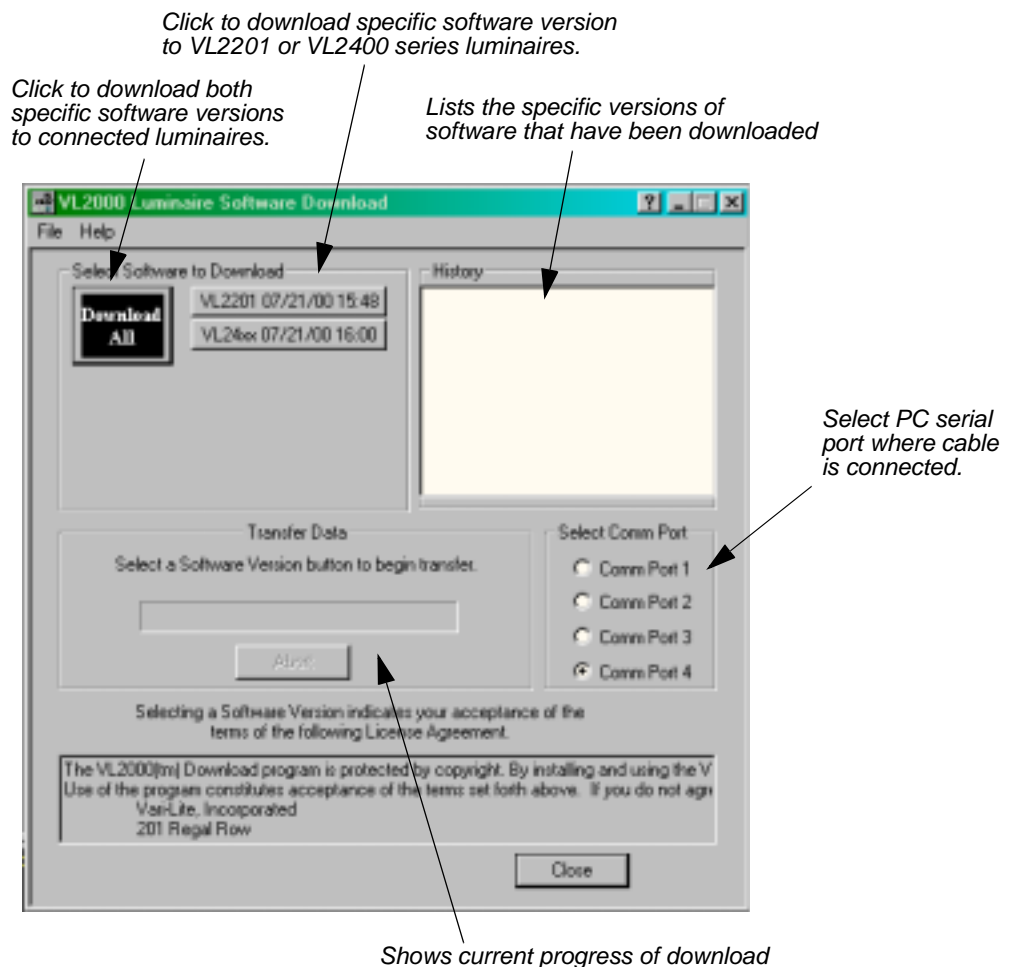 Click to download specific software version
to VL2201 or VL2400 series luminaires.
Click to download both
specific software versions
to connected luminaires.
Lists the specific versions of
software that have been downloaded
VL2000 Luminaire Software Download
File Help
Select Software to Download
Download
All
VL2201 07/21/00 15:48
VL24xx 07/21/00 16:00
History
Select PC serial
port where cable
is connected.
Transfer Data
Select a Software Version button to begin transfer.
Abort
Select Comm Port
Comm Port 1
Comm Port 2
Comm Port 3
Comm Port 4
Selecting a Software Version indicates your acceptance of the
terms of the following License Agreement.
The VL2000(tm) Download program is protected by copyright. By installing and using the V
Use of the program constitutes acceptance of the terms set forth above. If you do not agre
Vari-Lite, Incorporated
201 Regal Row
Close
Shows current progress of download